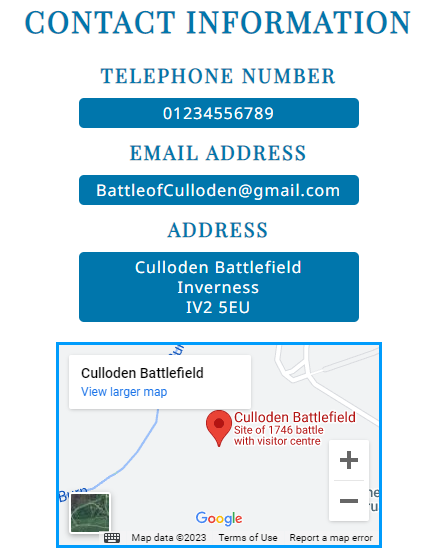 CONTACT INFORMATION
TELEPHONE NUMBER
01234556789
EMAIL ADDRESS
BattleofCulloden@gmail.com
ADDRESS
Culloden Battlefield
Inverness
IV2 5EU
Culloden Battlefield
View larger map
Culloden Battlefield
Site of 1746 battle
with visitor centre
Burn
Google
Map data ©2023 Terms of Use Report a map error